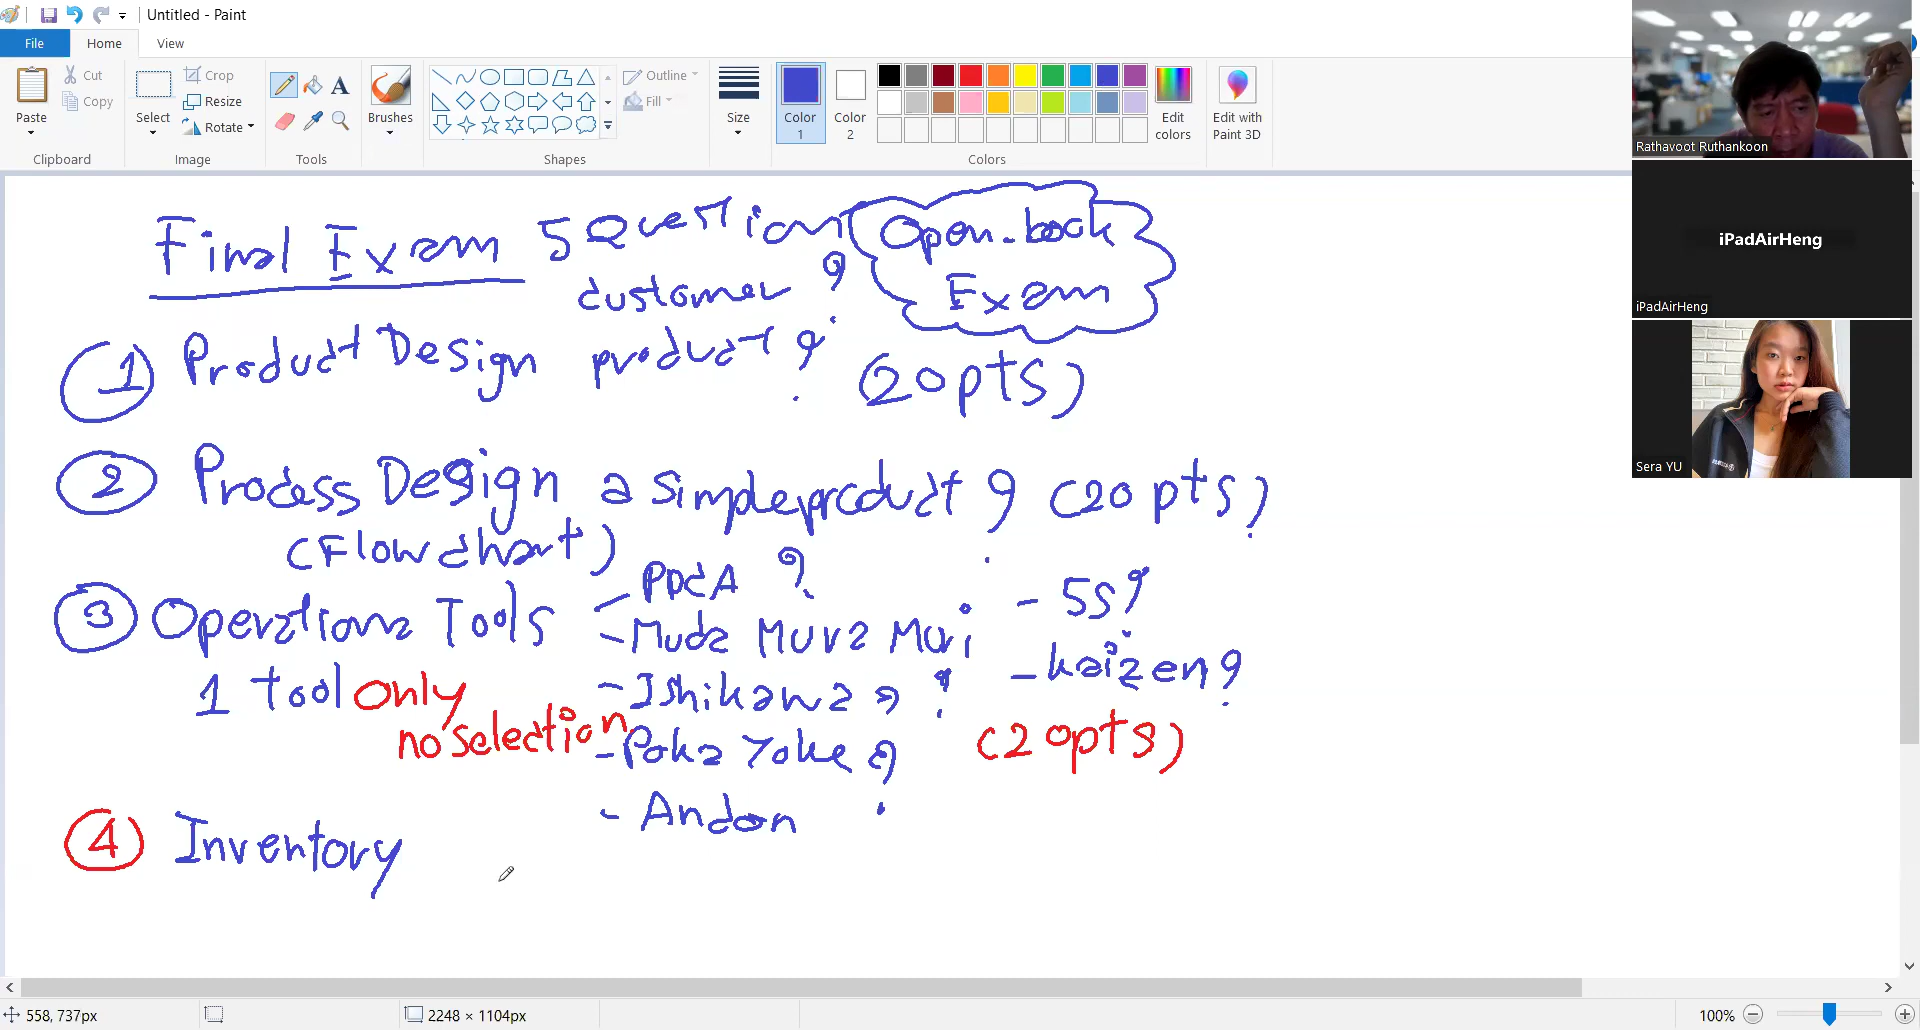 Untitled - Paint
File Home View
Paste
Cut
Copy
Clipboard
Select
Crop
Resize
Rotate
Image
Tools
Brushes
Shapes
Outline
Fill
Size
Color 1
Color 2
Colors
Edit colors
Edit with Paint 3D
Rathavoot Ruthankoon
iPadAirHeng
iPadAirHeng
Sera YU
Final Exam 5 Question Open-book
customer ? Exam
1 Product Design product ? (20pts)
2 Process Design a simple product ? (20 pts)
(Flow chart)
3 Operations Tools - PDCA ? - 5S?
- Muda Mura Muri
1 tool Only - Ishikawa ? - kaizen?
no selection - Poka Yoke ? (20pts)
- Andon
4 Inventory
558, 737px
2248 × 1104px
100%